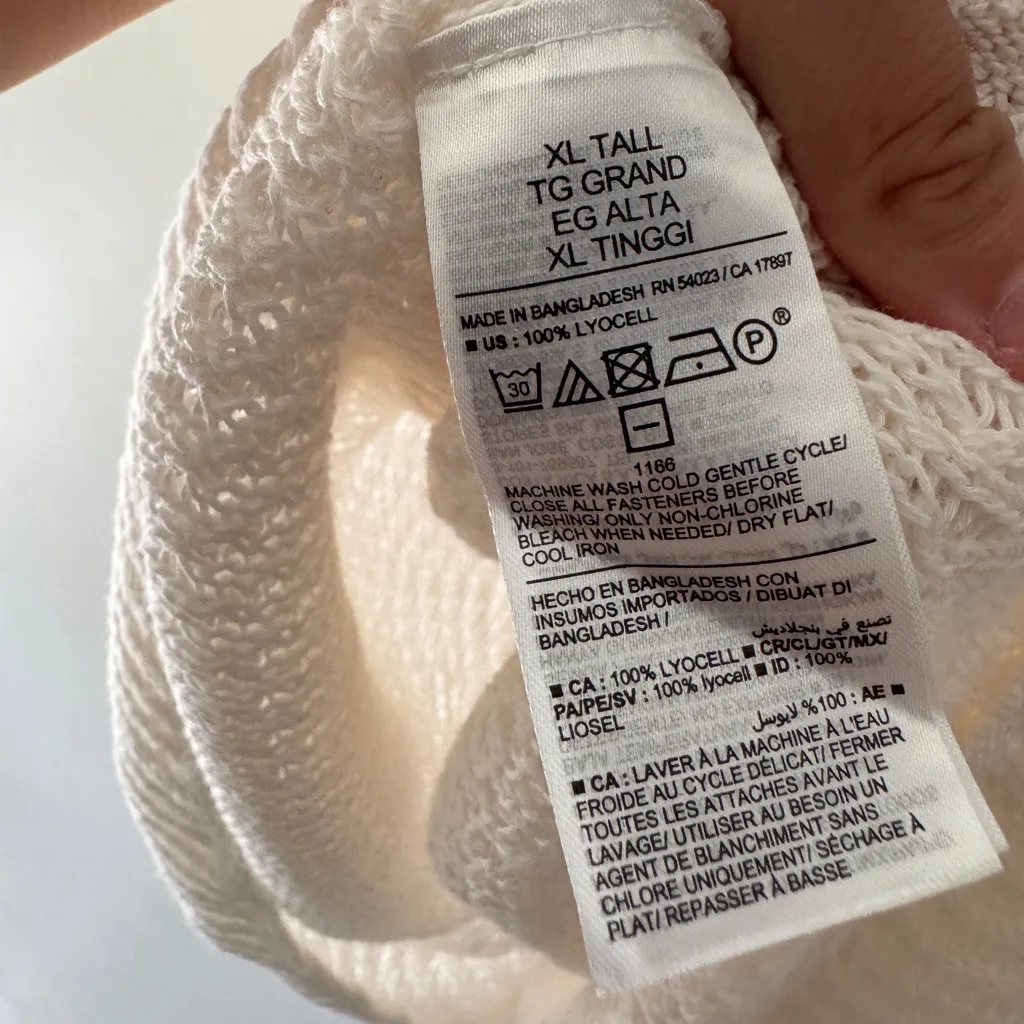 XL TALL
TG GRAND
EG ALTA
XL TINGGI
MADE IN BANGLADESH RN 54023 / CA 17897
■ US : 100% LYOCELL
30 P ®
1166
MACHINE WASH COLD GENTLE CYCLE/
CLOSE ALL FASTENERS BEFORE
WASHING/ ONLY NON-CHLORINE
BLEACH WHEN NEEDED/ DRY FLAT/
COOL IRON
HECHO EN BANGLADESH CON
INSUMOS IMPORTADOS / DIBUAT DI
BANGLADESH /
تصنع في بنجلاديش
■ CA : 100% LYOCELL ■ CR/CL/GT/MX/
PA/PE/SV : 100% lyocell ■ ID : 100%
LIOSEL
■ AE : 100% لايوسل
■ CA : LAVER À LA MACHINE À L'EAU
FROIDE AU CYCLE DÉLICAT/ FERMER
TOUTES LES ATTACHES AVANT LE
LAVAGE/ UTILISER AU BESOIN UN
AGENT DE BLANCHIMENT SANS
CHLORE UNIQUEMENT/ SÉCHAGE À
PLAT/ REPASSER À BASSE